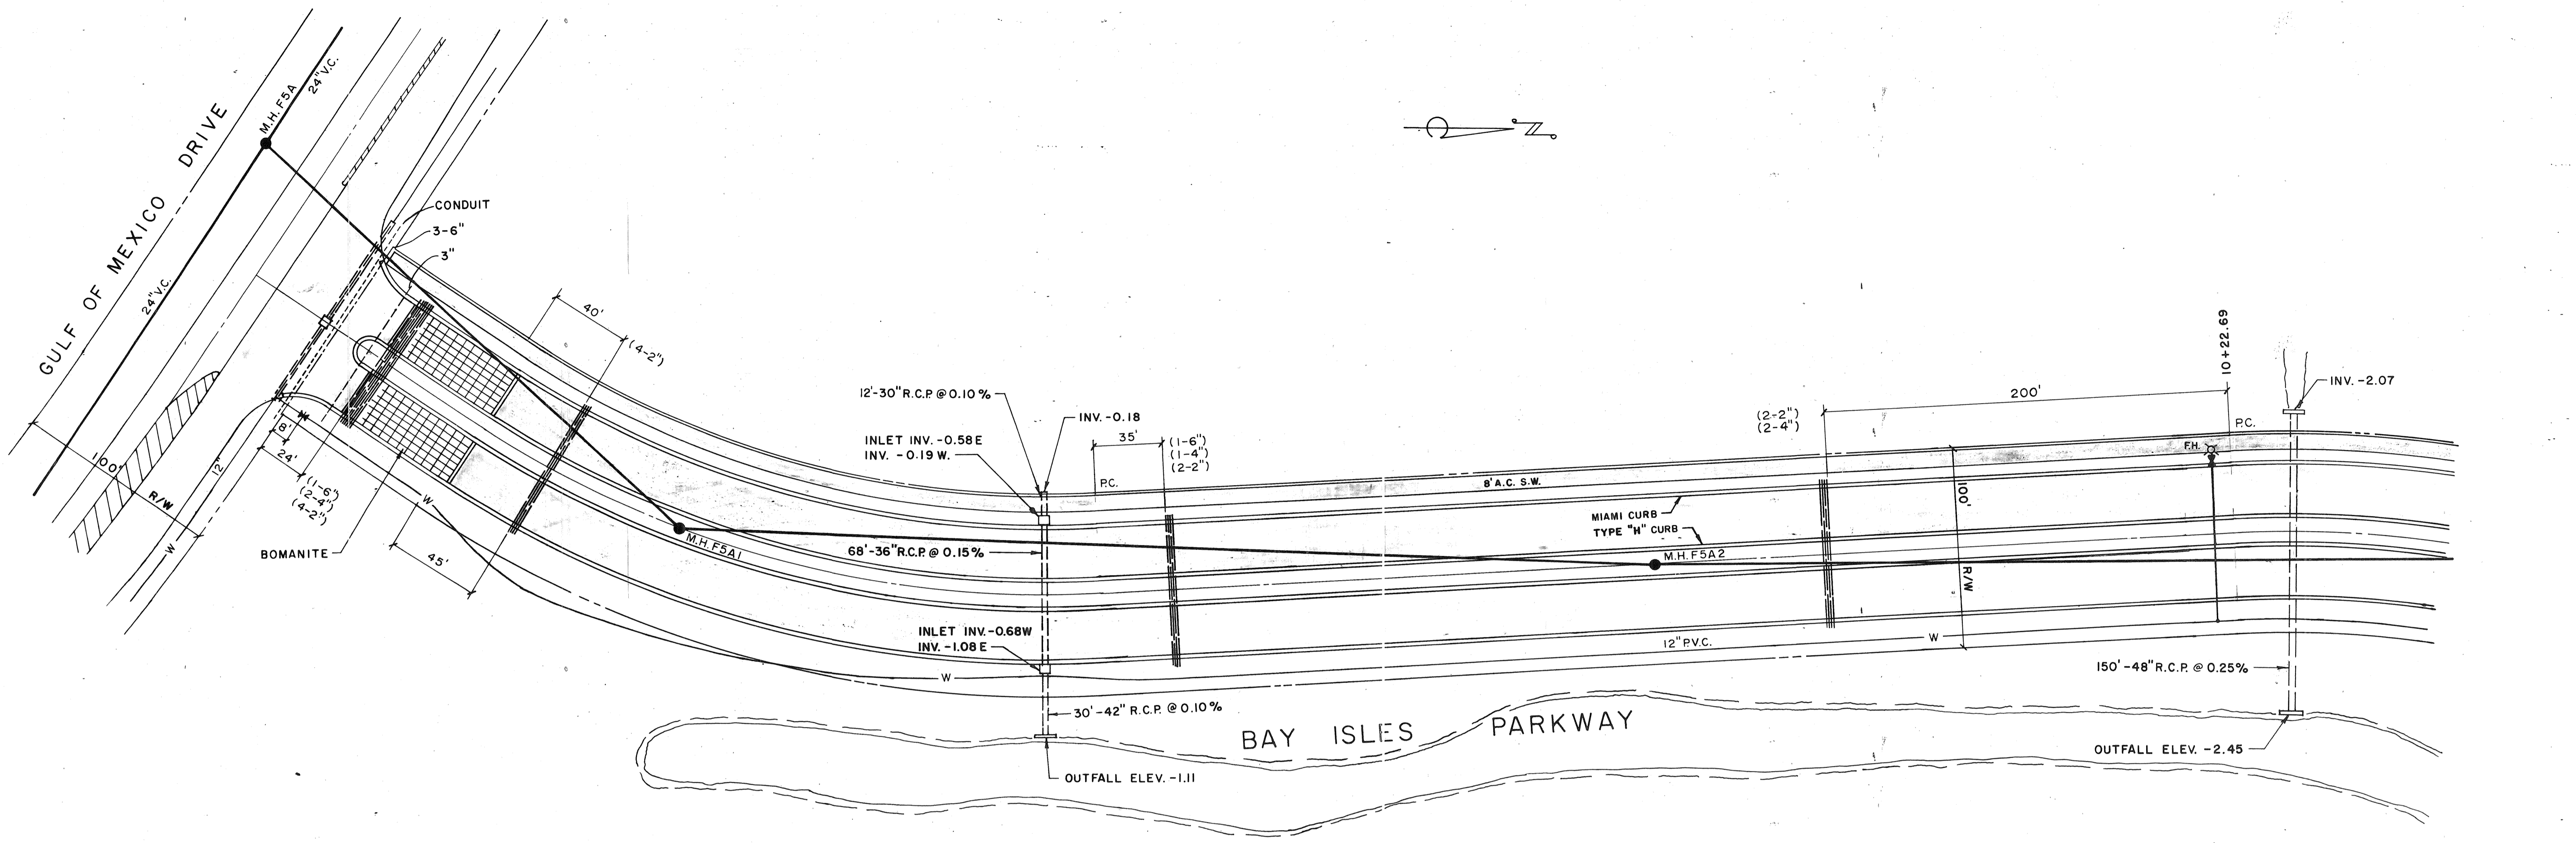 GULF OF MEXICO DRIVE
24" V.C.
M.H. F5A
24" V.C.
CONDUIT
3-6"
3"
40'
(4-2")
100'
R/W
12"
W
8'
24'
(1-6")
(2-4")
(4-2")
BOMANITE
W
45'
M.H. F5A1
12'-30" R.C.P. @ 0.10 %
INV. -0.18
INLET INV. -0.58 E
INV. -0.19 W.
35'
(1-6")
(1-4")
(2-2")
P.C.
68'-36" R.C.P. @ 0.15%
INLET INV. -0.68W
INV. -1.08 E
W
30'-42" R.C.P. @ 0.10%
OUTFALL ELEV. -1.11
N
8' A.C. S.W.
MIAMI CURB
TYPE "H" CURB
M.H. F5A2
12" P.V.C.
W
(2-2")
(2-4")
200'
10+22.69
P.C.
F.H.
100'
R/W
INV. -2.07
150'-48" R.C.P. @ 0.25%
OUTFALL ELEV. -2.45
BAY ISLES PARKWAY